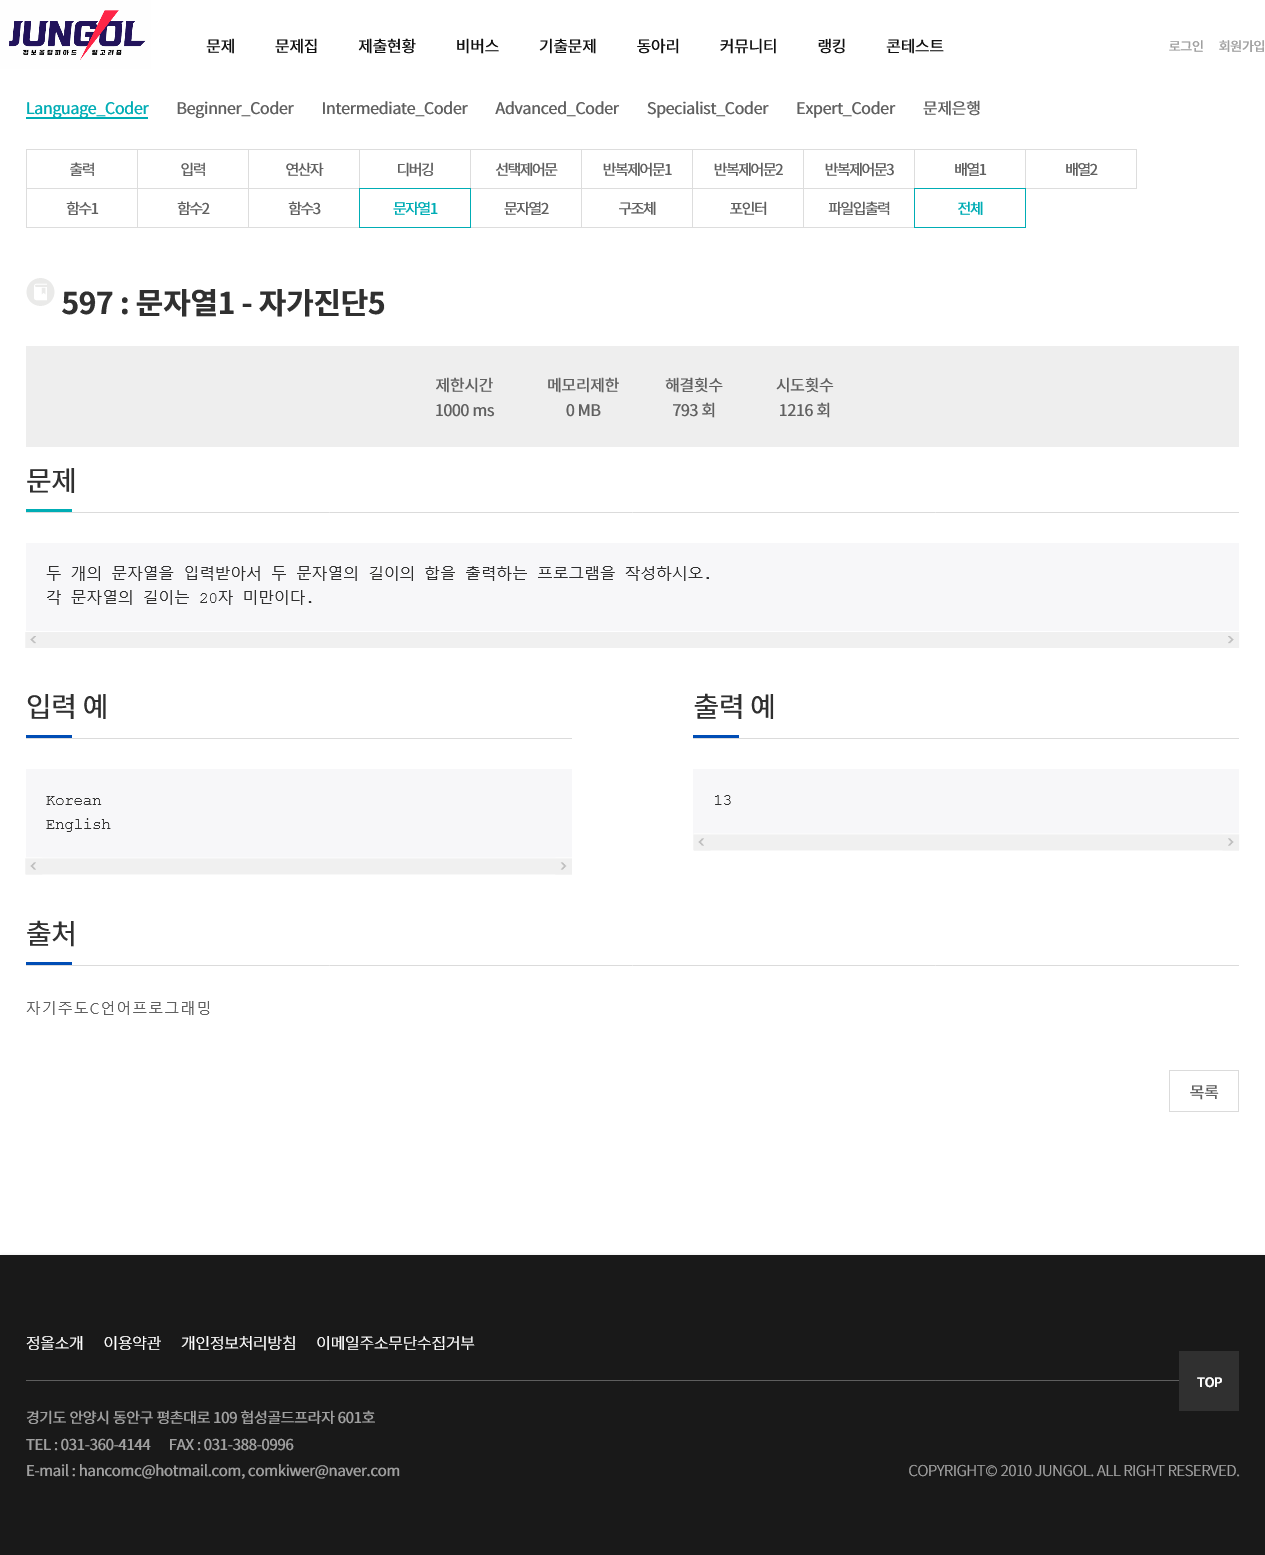 JUNGOL
정보올림피아드 알고리즘
문제 문제집 제출현황 비버스 기출문제 동아리 커뮤니티 랭킹 콘테스트 로그인 회원가입
Language_Coder Beginner_Coder Intermediate_Coder Advanced_Coder Specialist_Coder Expert_Coder 문제은행
출력 입력 연산자 디버깅 선택제어문 반복제어문1 반복제어문2 반복제어문3 배열1 배열2
함수1 함수2 함수3 문자열1 문자열2 구조체 포인터 파일입출력 전체
597 : 문자열1 - 자가진단5
제한시간 메모리제한 해결횟수 시도횟수
1000 ms 0 MB 793 회 1216 회
문제
두 개의 문자열을 입력받아서 두 문자열의 길이의 합을 출력하는 프로그램을 작성하시오.
각 문자열의 길이는 20자 미만이다.
입력 예
Korean
English
출력 예
13
출처
자기주도C언어프로그래밍
목록
정올소개 이용약관 개인정보처리방침 이메일주소무단수집거부
TOP
경기도 안양시 동안구 평촌대로 109 협성골드프라자 601호
TEL : 031-360-4144 FAX : 031-388-0996
E-mail : hancomc@hotmail.com, comkiwer@naver.com
COPYRIGHT© 2010 JUNGOL. ALL RIGHT RESERVED.